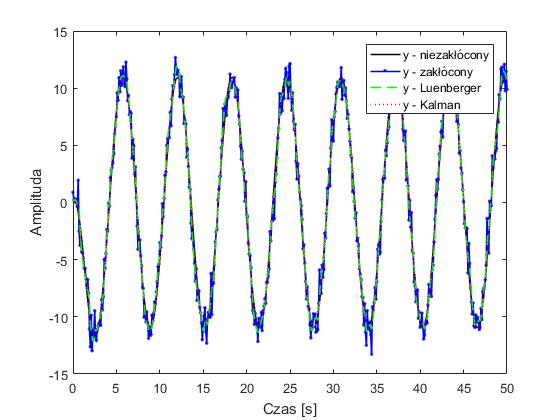 15
10
5
0
-5
-10
-15
Amplituda
y - niezakłócony
y - zakłócony
y - Luenberger
y - Kalman
0 5 10 15 20 25 30 35 40 45 50
Czas [s]